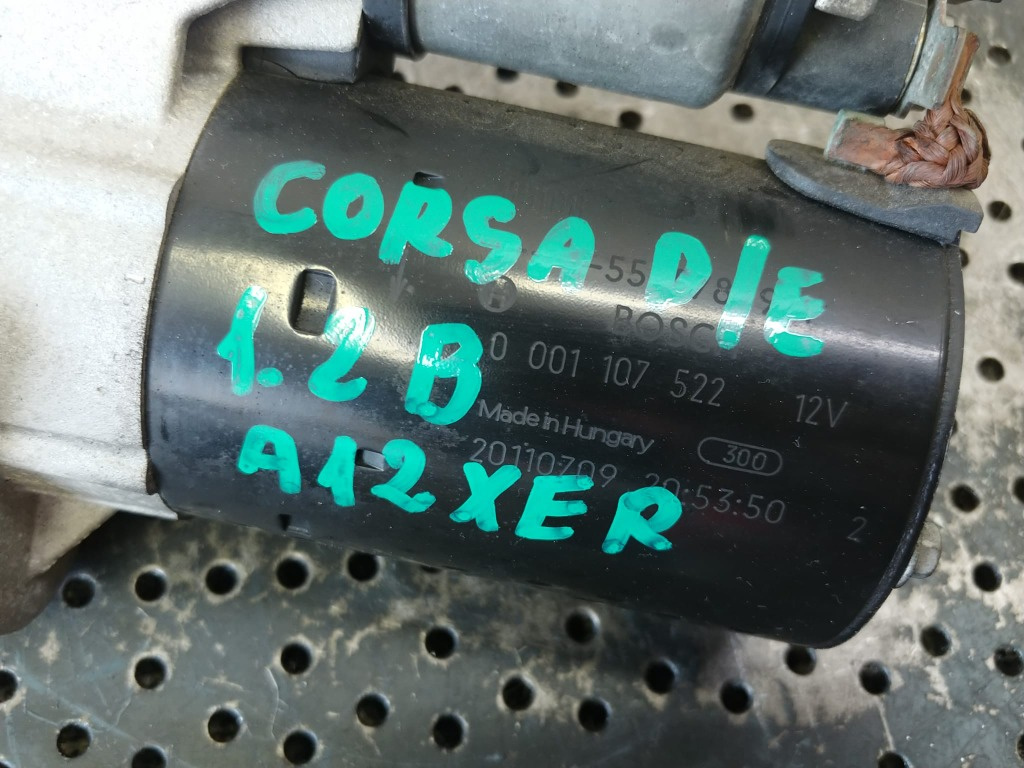 CORSA D/E
1.2 B
A12XER
BOSCH
0 001 107 522 12V
Made in Hungary 300
20110709 20:53:50
2